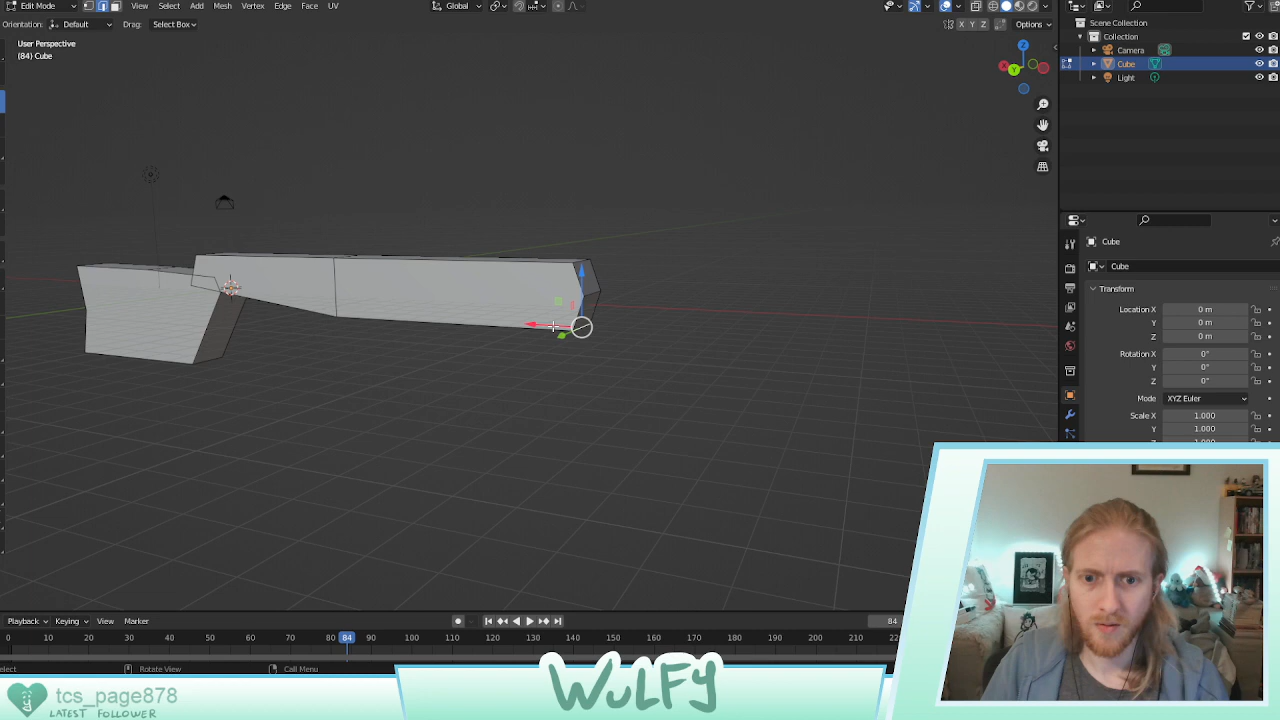 Edit Mode View Select Add Mesh Vertex Edge Face UV Global Options
Orientation: Default Drag: Select Box X Y Z Options
User Perspective
(84) Cube
X
Y
Z
Scene Collection
Collection
Camera
Cube
Light
Cube
Cube
Transform
Location X 0 m
Y 0 m
Z 0 m
Rotation X 0°
Y 0°
Z 0°
Mode XYZ Euler
Scale X 1.000
Y 1.000
Playback Keying View Marker 84
0 10 20 30 40 50 60 70 80 84 90 100 110 120 130 140 150 160 170 180 190 200 210 22
elect Rotate View Call Menu
tcs_page878
LATEST FOLLOWER
WULFY